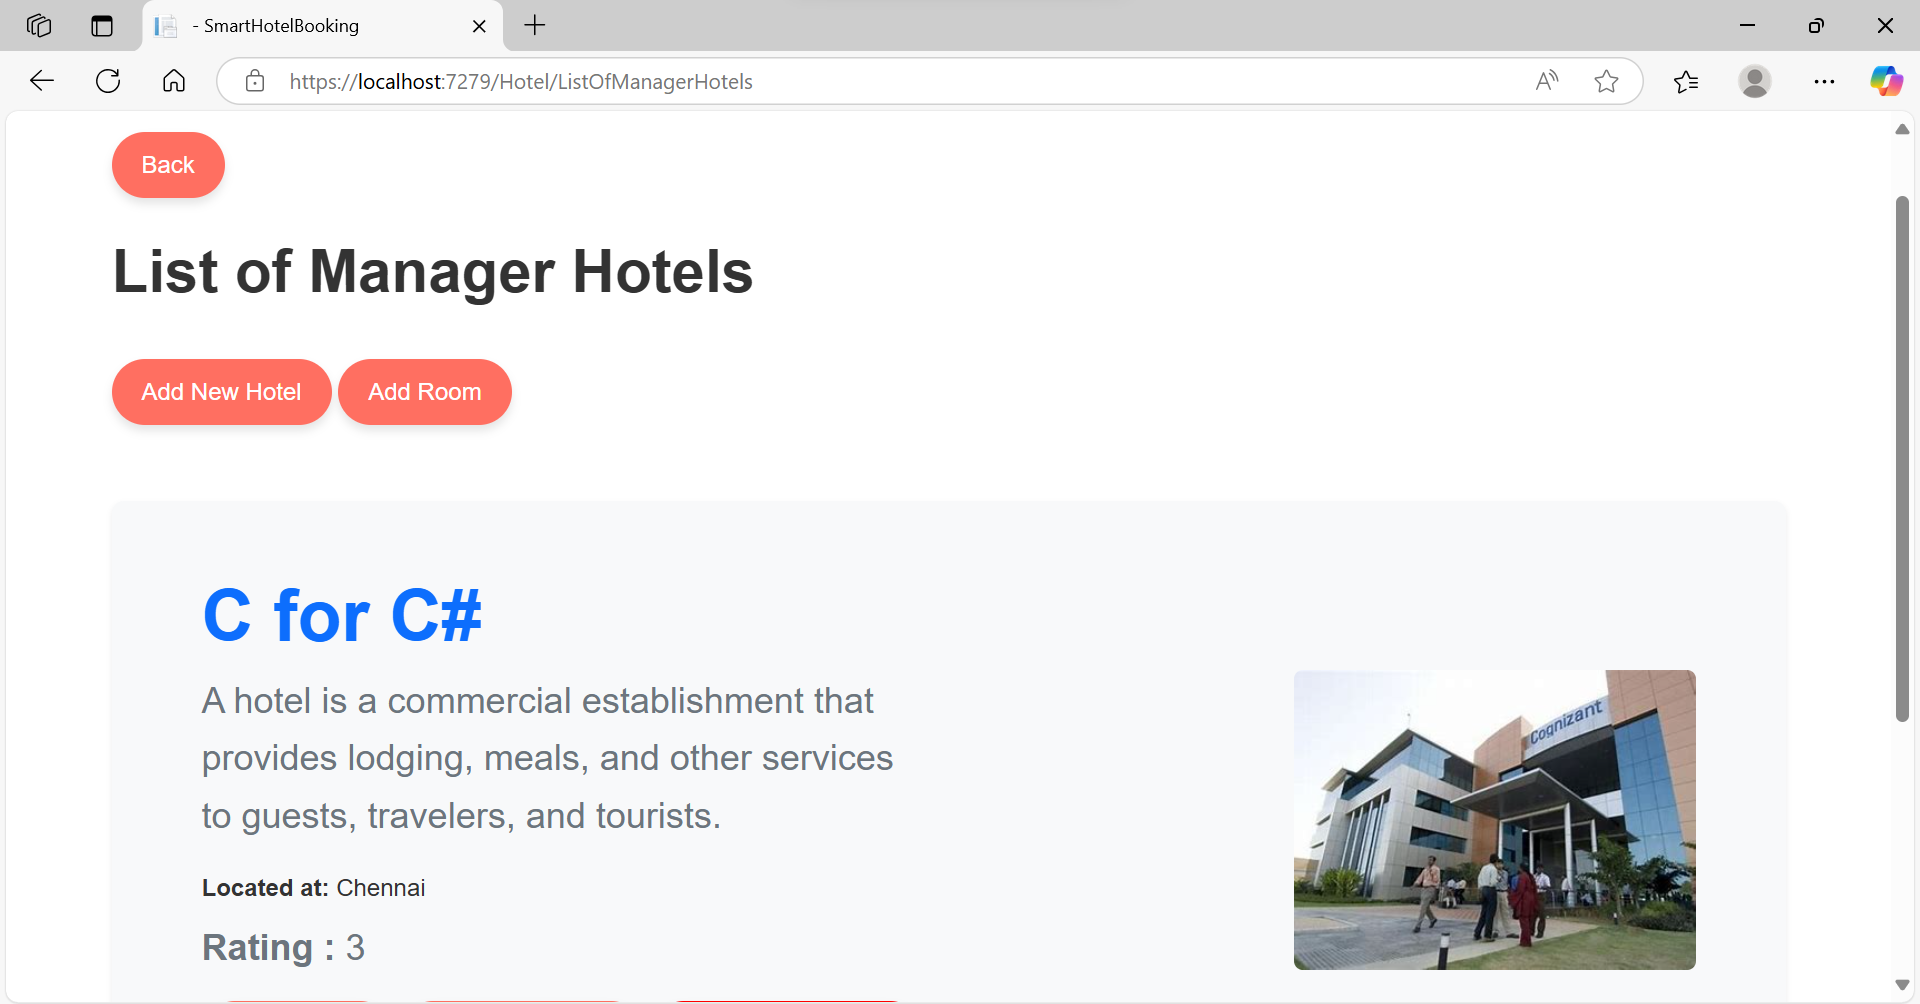 - SmartHotelBooking
https://localhost:7279/Hotel/ListOfManagerHotels
Back
List of Manager Hotels
Add New Hotel
Add Room
C for C#
A hotel is a commercial establishment that
provides lodging, meals, and other services
to guests, travelers, and tourists.
Located at: Chennai
Rating : 3
Cognizant